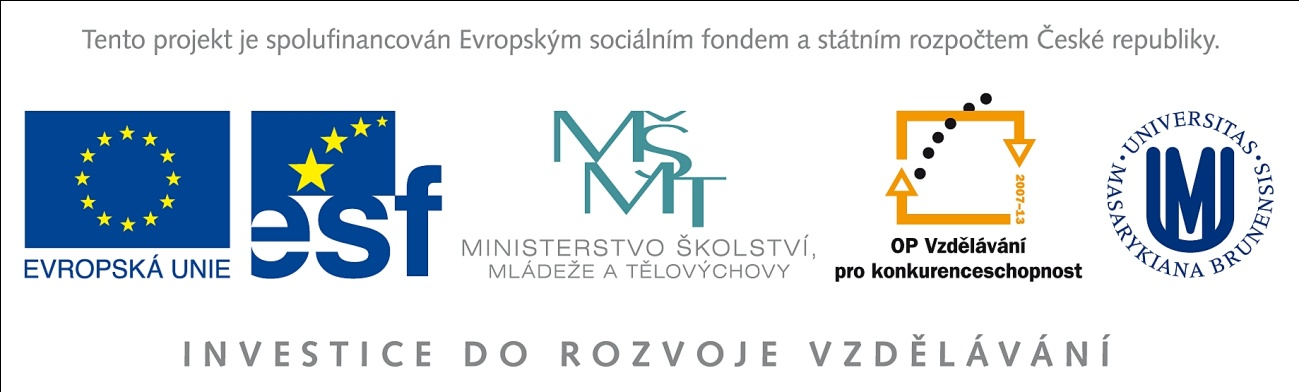 Tento projekt je spolufinancován Evropským sociálním fondem a státním rozpočtem České republiky.
EVROPSKÁ UNIE
esf
MŠMT
MINISTERSTVO ŠKOLSTVÍ,
MLÁDEŽE A TĚLOVÝCHOVY
2007-13
OP Vzdělávání
pro konkurenceschopnost
UNIVERSITAS · MASARYKIANA BRUNENSIS ·
MU
INVESTICE DO ROZVOJE VZDĚLÁVÁNÍ